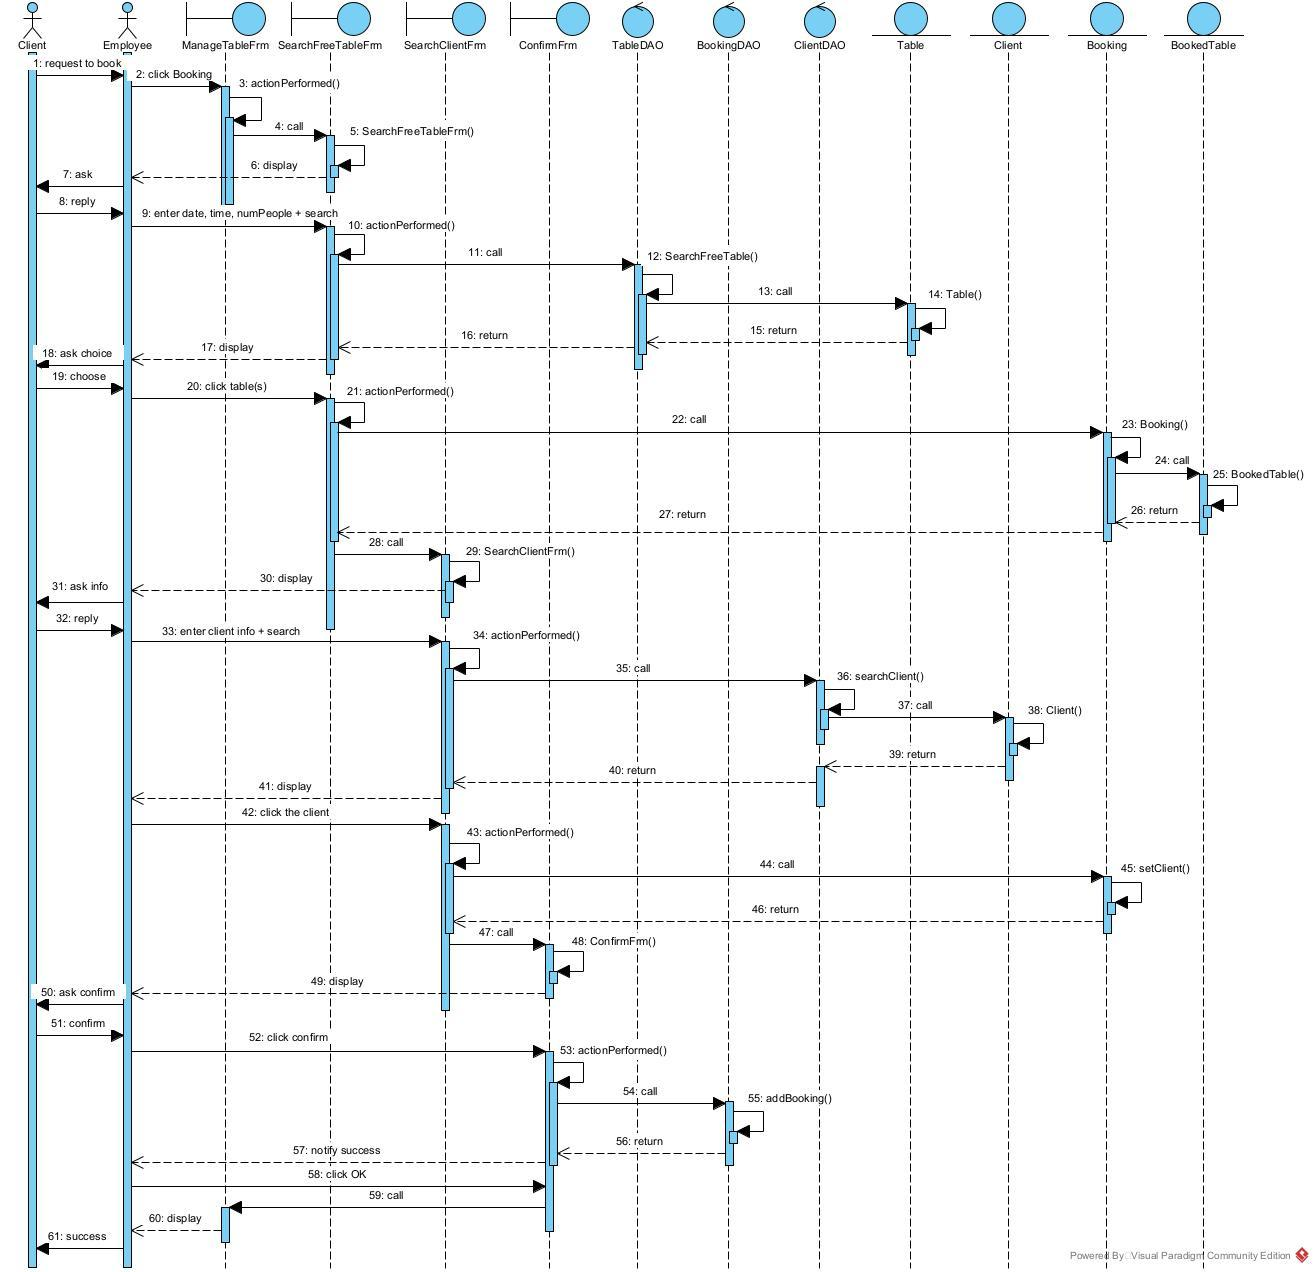 Client Employee ManageTableFrm SearchFreeTableFrm SearchClientFrm ConfirmFrm TableDAO BookingDAO ClientDAO Table Client Booking BookedTable
1: request to book
2: click Booking
3: actionPerformed()
4: call
5: SearchFreeTableFrm()
6: display
7: ask
8: reply
9: enter date, time, numPeople + search
10: actionPerformed()
11: call
12: SearchFreeTable()
13: call
14: Table()
15: return
16: return
17: display
18: ask choice
19: choose
20: click table(s)
21: actionPerformed()
22: call
23: Booking()
24: call
25: BookedTable()
26: return
27: return
28: call
29: SearchClientFrm()
30: display
31: ask info
32: reply
33: enter client info + search
34: actionPerformed()
35: call
36: searchClient()
37: call
38: Client()
39: return
40: return
41: display
42: click the client
43: actionPerformed()
44: call
45: setClient()
46: return
47: call
48: ConfirmFrm()
49: display
50: ask confirm
51: confirm
52: click confirm
53: actionPerformed()
54: call
55: addBooking()
56: return
57: notify success
58: click OK
59: call
60: display
61: success
Powered By Visual Paradigm Community Edition